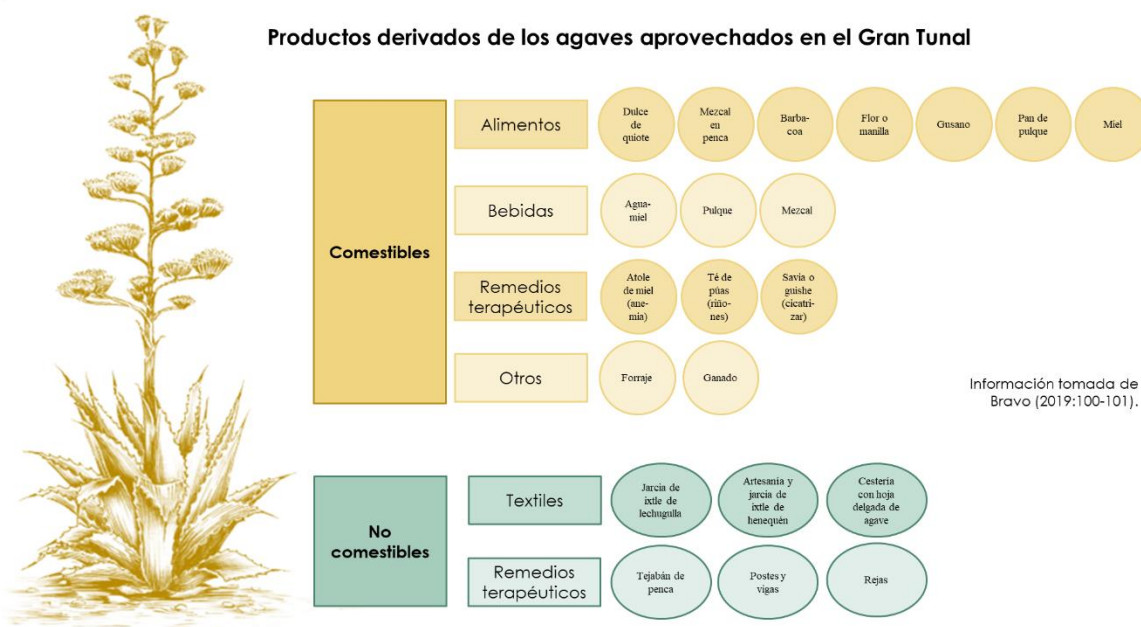 Productos derivados de los agaves aprovechados en el Gran Tunal
Comestibles
Alimentos
Dulce
de
quiote
Mezcal
en
penca
Barba-
coa
Flor o
manilla
Gusano
Pan de
pulque
Miel
Bebidas
Agua-
miel
Pulque
Mezcal
Remedios
terapéuticos
Atole
de miel
(ane-
mia)
Té de
púas
(riño-
nes)
Savia o
guishe
(cicatri-
zar)
Otros
Forraje
Ganado
Información tomada de
Bravo (2019:100-101).
No
comestibles
Textiles
Jarcia de
ixtle de
lechugulla
Artesanía y
jarcia de
ixtle de
henequén
Cestería
con hoja
delgada de
agave
Remedios
terapéuticos
Tejabán de
penca
Postes y
vigas
Rejas